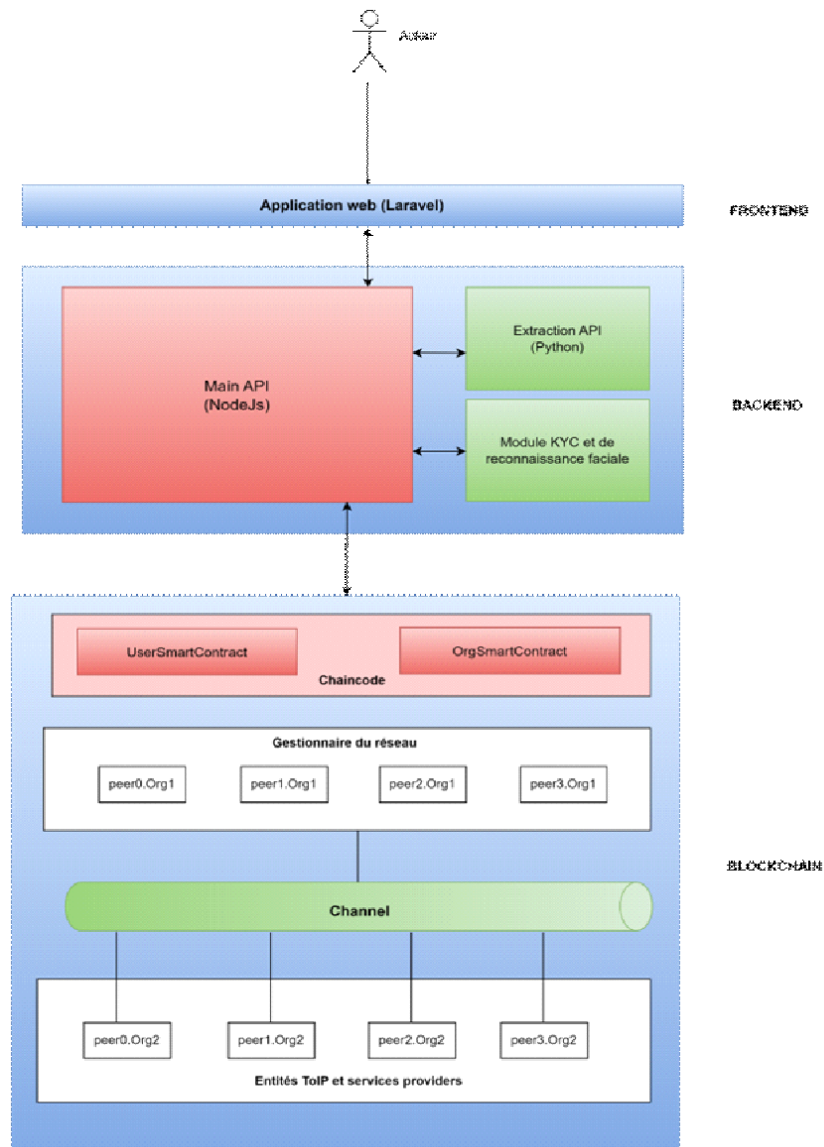 Acteur
Application web (Laravel)
FRONTEND
Main API
(NodeJs)
Extraction API
(Python)
Module KYC et de
reconnaissance faciale
BACKEND
UserSmartContract
OrgSmartContract
Chaincode
Gestionnaire du réseau
peer0.Org1
peer1.Org1
peer2.Org1
peer3.Org1
BLOCKCHAIN
Channel
peer0.Org2
peer1.Org2
peer2.Org2
peer3.Org2
Entités ToIP et services providers